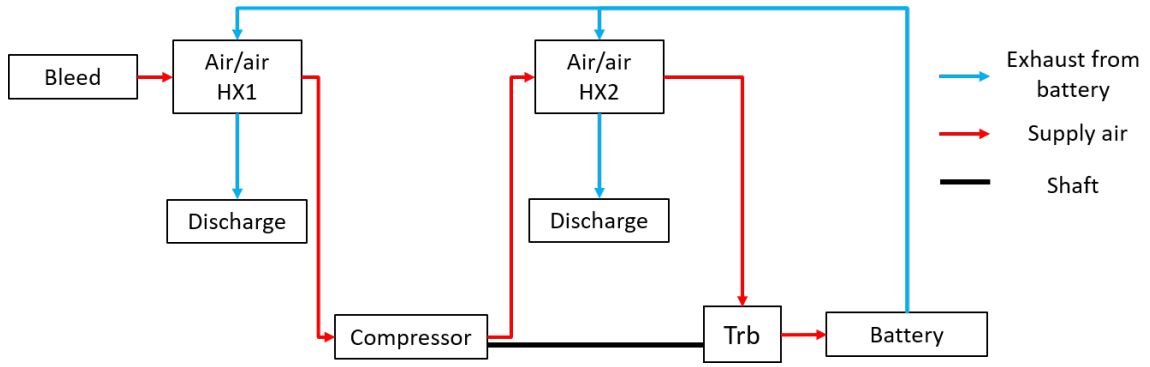 Bleed
Air/air
HX1
Air/air
HX2
Exhaust from
battery
Supply air
Shaft
Discharge
Discharge
Compressor
Trb
Battery